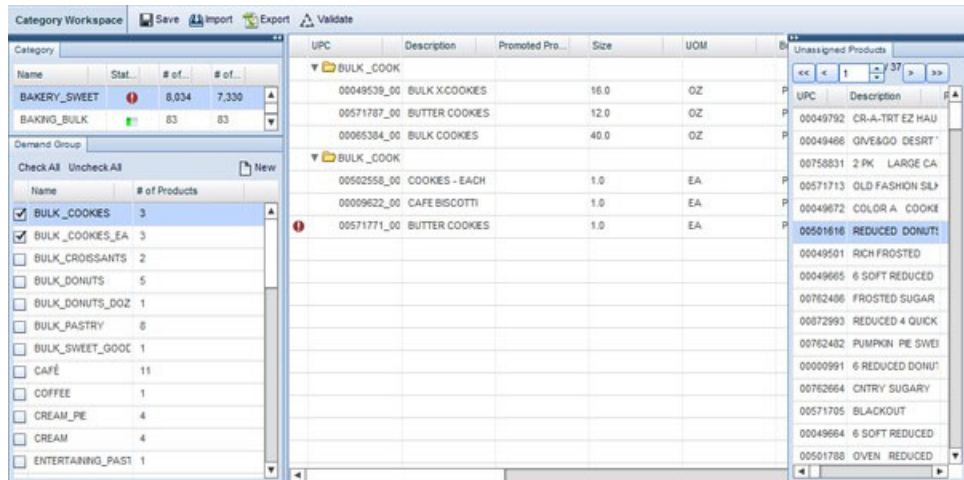 Category Workspace Save Import Export Validate
Category
Name Stat... # of... # of...
BAKERY_SWEET 8,034 7,330
BAKING_BULK 83 83
Demand Group
Check All Uncheck All New
Name # of Products
BULK_COOKIES 3
BULK_COOKIES_EA 3
BULK_CROISSANTS 2
BULK_DONUTS 5
BULK_DONUTS_DOZ 1
BULK_PASTRY 8
BULK_SWEET_GOOD 1
CAFÉ 11
COFFEE 1
CREAM_PIE 4
CREAM 4
ENTERTAINING_PAST 1
UPC Description Promoted Pro... Size UOM
BULK_COOK
00049539_00 BULK X.COOKIES 16.0 OZ P
00571787_00 BUTTER COOKIES 12.0 OZ P
00065384_00 BULK COOKIES 40.0 OZ P
BULK_COOK
00502558_00 COOKIES - EACH 1.0 EA P
00009622_00 CAFE BISCOTTI 1.0 EA P
00571771_00 BUTTER COOKIES 1.0 EA P
Unassigned Products
<< < 1 / 37 > >>
UPC Description
00049792 CR-A-TRT EZ HAU
00049466 GIVE&GO DESRT
00758831 2 PK LARGE CA
00571713 OLD FASHION SILK
00049672 COLOR A COOKIE
00501616 REDUCED DONUTS
00049501 RICH FROSTED
00049665 6 SOFT REDUCED
00762486 FROSTED SUGAR
00872993 REDUCED 4 QUICK
00762482 PUMPKIN PIE SWEE
00000991 6 REDUCED DONUT
00762664 CNTRY SUGARY
00571705 BLACKOUT
00049664 6 SOFT REDUCED
00501788 OVEN REDUCED